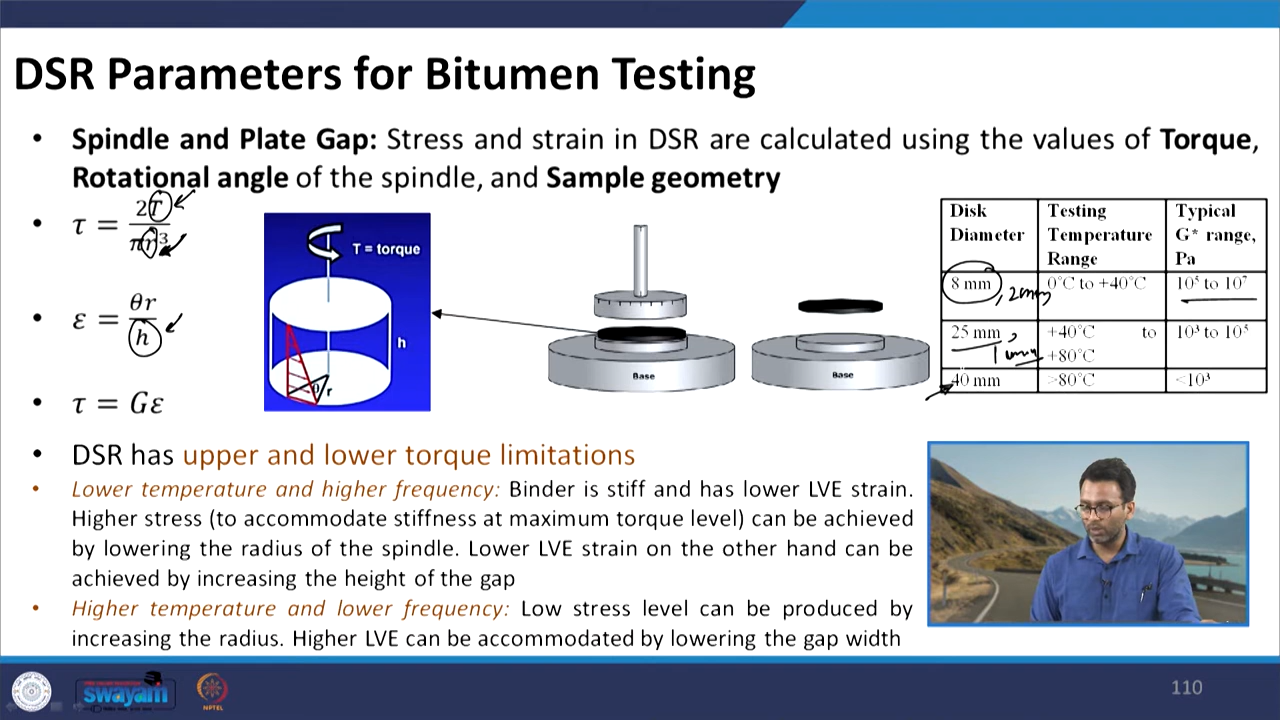 DSR Parameters for Bitumen Testing
• Spindle and Plate Gap: Stress and strain in DSR are calculated using the values of Torque,
Rotational angle of the spindle, and Sample geometry
• τ = 2T/πr³
• ε = θr/h
• τ = Gε
T = torque
h
θ/r
Base
Base
Disk Diameter | Testing Temperature Range | Typical G* range, Pa
8 mm, 2mm | 0°C to +40°C | 10⁵ to 10⁷
25 mm, 1mm | +40°C to +80°C | 10³ to 10⁵
40 mm | >80°C | <10³
• DSR has upper and lower torque limitations
• Lower temperature and higher frequency: Binder is stiff and has lower LVE strain.
Higher stress (to accommodate stiffness at maximum torque level) can be achieved
by lowering the radius of the spindle. Lower LVE strain on the other hand can be
achieved by increasing the height of the gap
• Higher temperature and lower frequency: Low stress level can be produced by
increasing the radius. Higher LVE can be accommodated by lowering the gap width
swayam
NPTEL
110